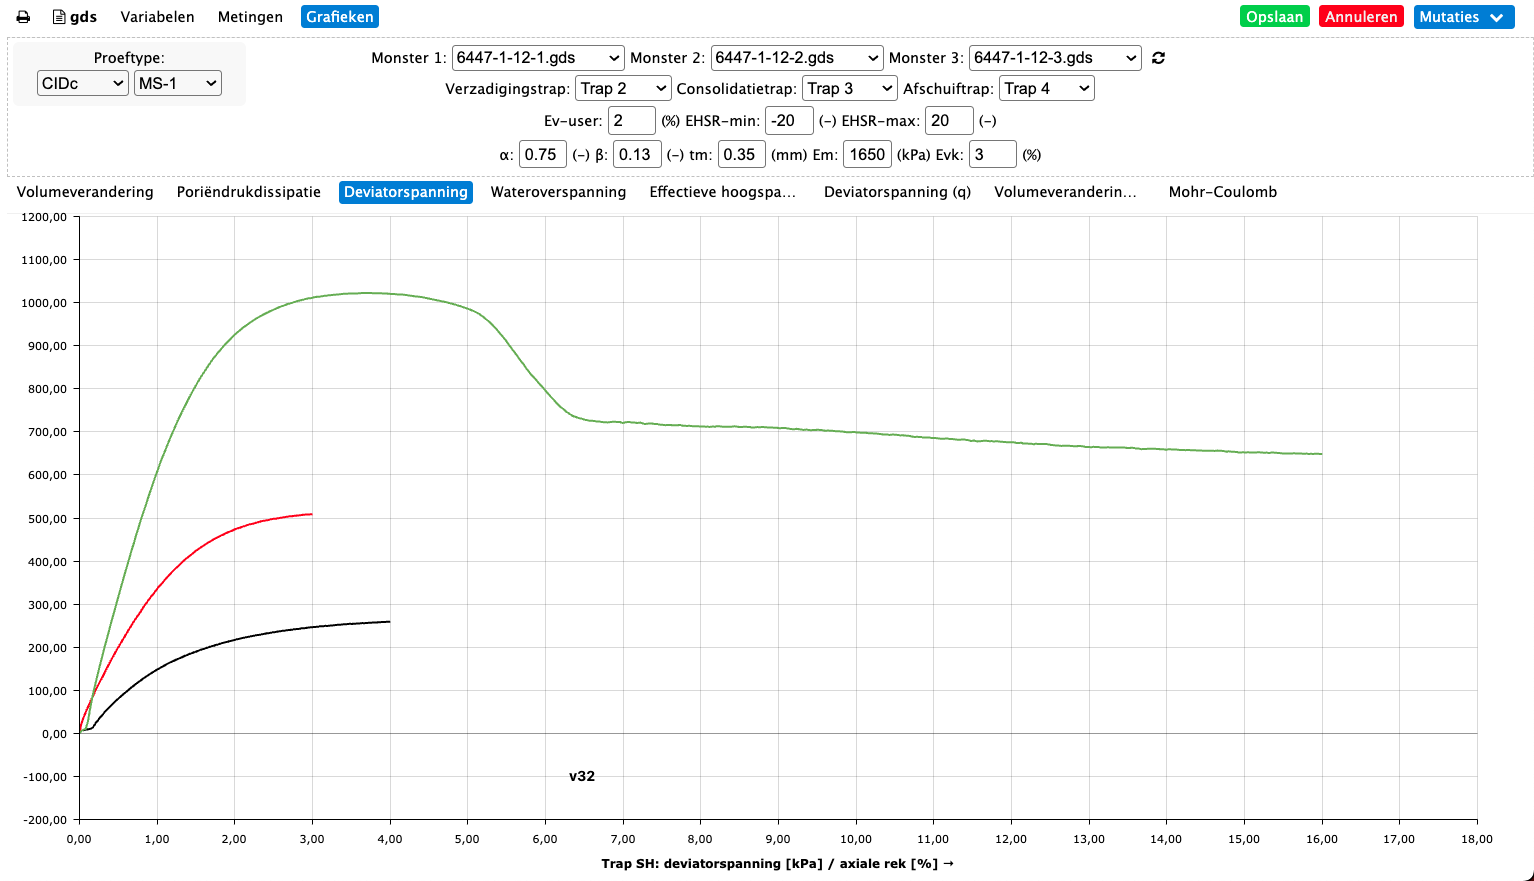 gds Variabelen Metingen Grafieken Opslaan Annuleren Mutaties
Proeftype:
CIDc MS-1
Monster 1: 6447-1-12-1.gds Monster 2: 6447-1-12-2.gds Monster 3: 6447-1-12-3.gds
Verzadigingstrap: Trap 2 Consolidatietrap: Trap 3 Afschuiftrap: Trap 4
Ev-user: 2 (%) EHSR-min: -20 (-) EHSR-max: 20 (-)
α: 0.75 (-) β: 0.13 (-) tm: 0.35 (mm) Em: 1650 (kPa) Evk: 3 (%)
Volumeverandering Poriëndrukdissipatie Deviatorspanning Wateroverspanning Effectieve hoogspa... Deviatorspanning (q) Volumeveranderin... Mohr-Coulomb
1200,00
1100,00
1000,00
900,00
800,00
700,00
600,00
500,00
400,00
300,00
200,00
100,00
0,00
-100,00
-200,00
v32
0,00 1,00 2,00 3,00 4,00 5,00 6,00 7,00 8,00 9,00 10,00 11,00 12,00 13,00 14,00 15,00 16,00 17,00 18,00
Trap SH: deviatorspanning [kPa] / axiale rek [%] →